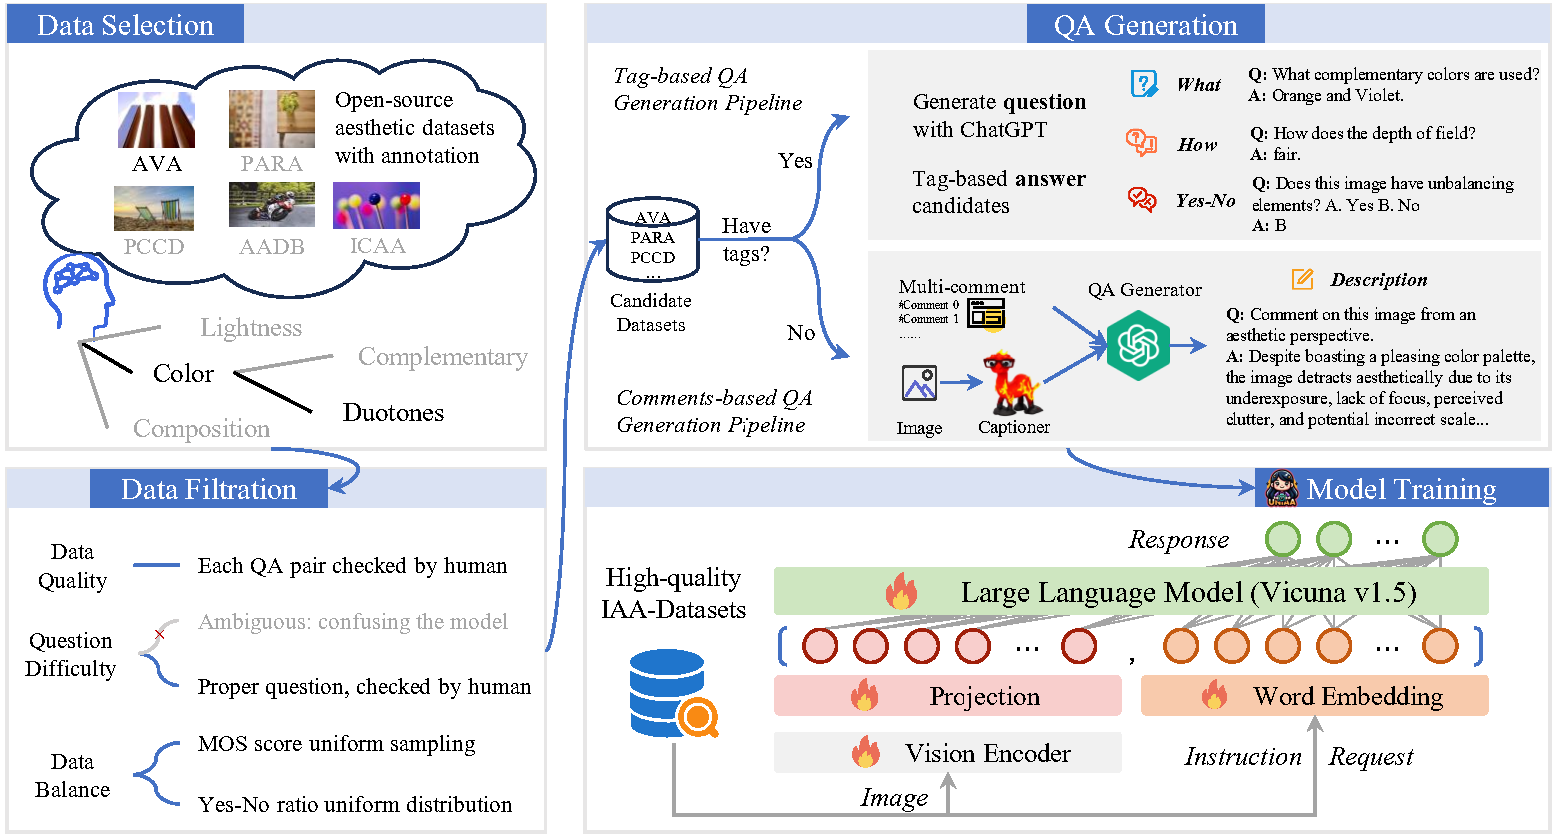 Data Selection
Open-source
aesthetic datasets
with annotation
AVA
PARA
PCCD
AADB
ICAA
Lightness
Color
Complementary
Duotones
Composition
Data Filtration
Data
Quality
Each QA pair checked by human
Ambiguous: confusing the model
Question
Difficulty
Proper question, checked by human
Data
Balance
MOS score uniform sampling
Yes-No ratio uniform distribution
QA Generation
Tag-based QA
Generation Pipeline
AVA
PARA
PCCD
...
Candidate
Datasets
Have
tags?
Yes
No
Comments-based QA
Generation Pipeline
Generate question
with ChatGPT
Tag-based answer
candidates
What
Q: What complementary colors are used?
A: Orange and Violet.
How
Q: How does the depth of field?
A: fair.
Yes-No
Q: Does this image have unbalancing
elements? A. Yes B. No
A: B
Multi-comment
#Comment 0
#Comment 1
......
Image
Captioner
QA Generator
Description
Q: Comment on this image from an
aesthetic perspective.
A: Despite boasting a pleasing color palette,
the image detracts aesthetically due to its
underexposure, lack of focus, perceived
clutter, and potential incorrect scale...
Model Training
High-quality
IAA-Datasets
Response
...
Large Language Model (Vicuna v1.5)
...
,
...
Projection
Word Embedding
Vision Encoder
Image
Instruction
Request